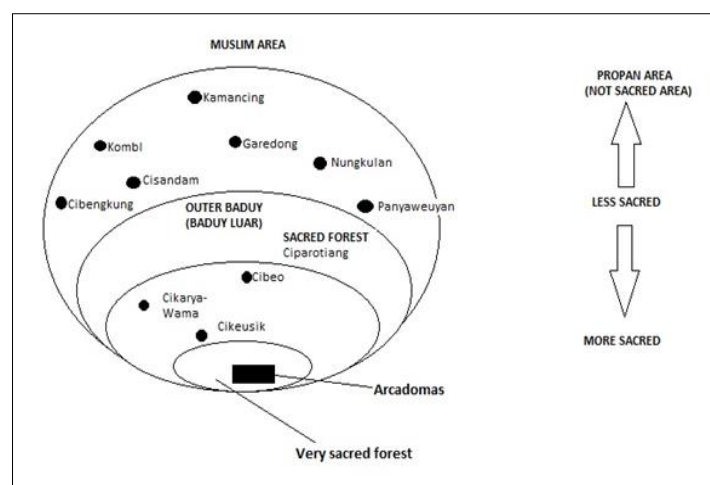 MUSLIM AREA
Kamancing
Kombl
Garedong
Nungkulan
Cisandam
Cibengkung
Panyaweuyan
OUTER BADUY
(BADUY LUAR)
SACRED FOREST
Ciparotiang
Cibeo
Cikarya-
Wama
Cikeusik
Arcadomas
Very sacred forest
PROPAN AREA
(NOT SACRED AREA)
LESS SACRED
MORE SACRED